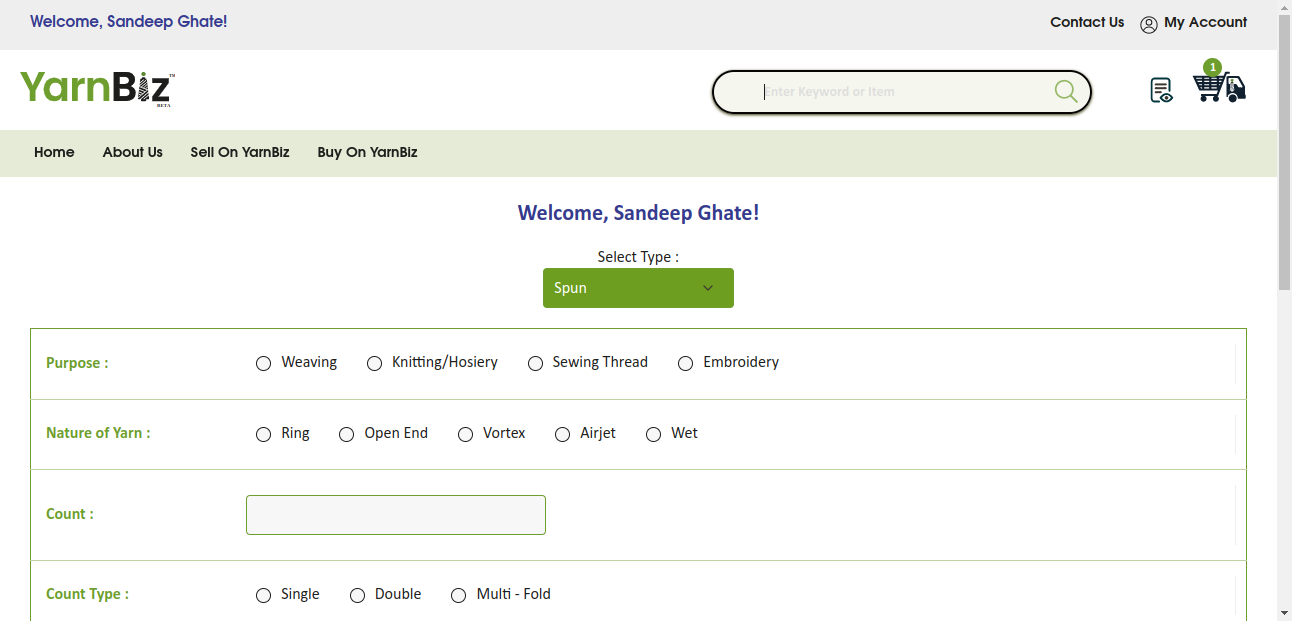 Welcome, Sandeep Ghate!
Contact Us My Account
YarnBiz™
BETA
Enter Keyword or Item
1
Home About Us Sell On YarnBiz Buy On YarnBiz
Welcome, Sandeep Ghate!
Select Type :
Spun
Purpose : Weaving Knitting/Hosiery Sewing Thread Embroidery
Nature of Yarn : Ring Open End Vortex Airjet Wet
Count :
Count Type : Single Double Multi - Fold